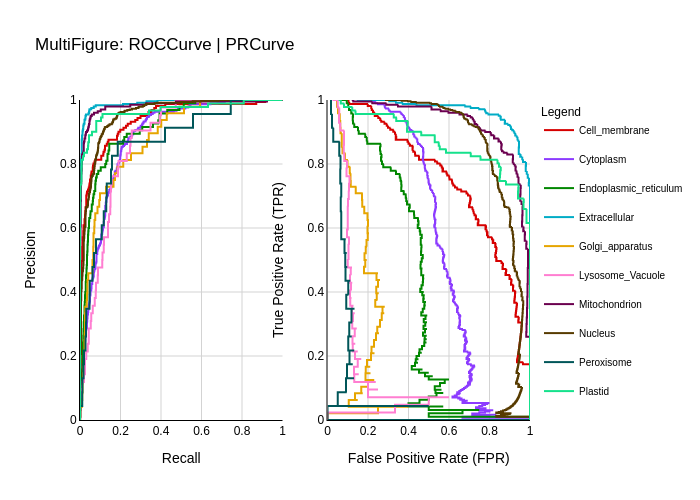 MultiFigure: ROCCurve | PRCurve
Precision
1
0.8
0.6
0.4
0.2
0
0
0.2
0.4
0.6
0.8
1
Recall
True Positive Rate (TPR)
1
0.8
0.6
0.4
0.2
0
0
0.2
0.4
0.6
0.8
1
False Positive Rate (FPR)
Legend
Cell_membrane
Cytoplasm
Endoplasmic_reticulum
Extracellular
Golgi_apparatus
Lysosome_Vacuole
Mitochondrion
Nucleus
Peroxisome
Plastid